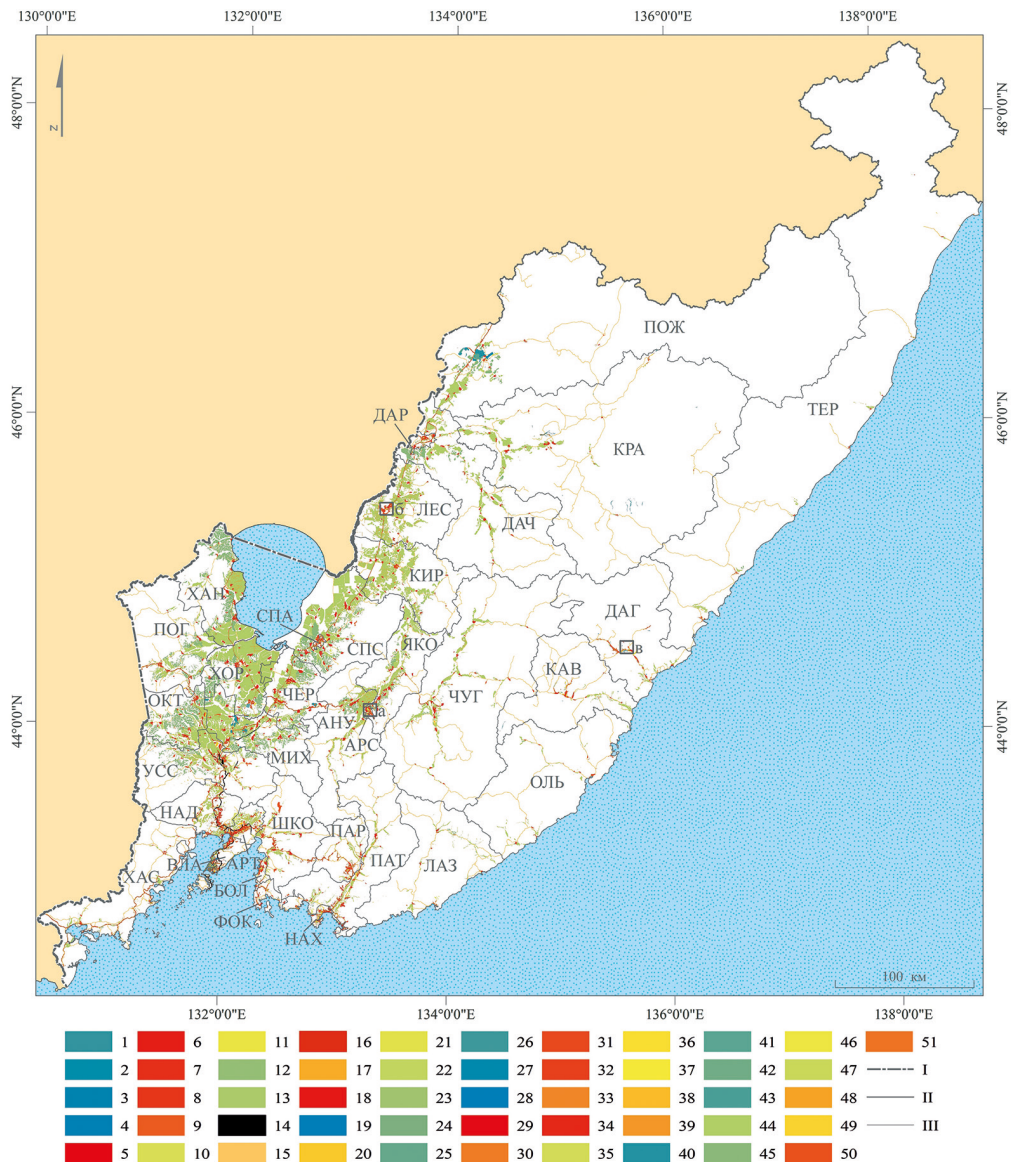 130°0'0"E 132°0'0"E 134°0'0"E 136°0'0"E 138°0'0"E
48°0'0"N
48°0'0"N
N
ПОЖ
ТЕР
46°0'0"N
46°0'0"N
ДАР
КРА
б ЛЕС
ДАЧ
КИР
ХАН
ДАГ
СПА
ПОГ
в
СПС
ЯКО
КАВ
ХОР
ОКТ
ЧЕР
ЧУГ
44°0'0"N
а
44°0'0"N
АНУ
АРС
МИХ
УСС
ОЛЬ
НАД
ШКО
ПАР
ВЛА
АРТ
ПАТ
ЛАЗ
ХАС
БОЛ
ФОК
НАХ
100 км
132°0'0"E 134°0'0"E 136°0'0"E 138°0'0"E
1 6 11 16 21 26 31 36 41 46 51
2 7 12 17 22 27 32 37 42 47 I
3 8 13 18 23 28 33 38 43 48 II
4 9 14 19 24 29 34 39 44 49 III
5 10 15 20 25 30 35 40 45 50